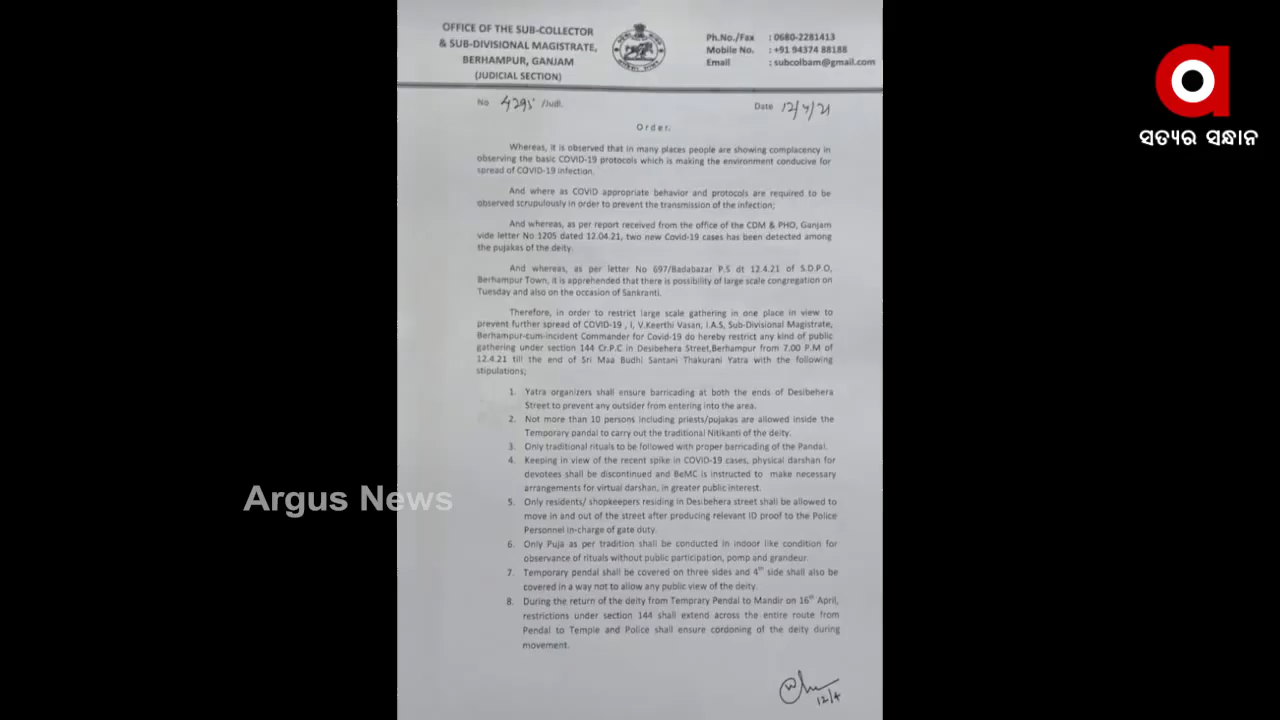 OFFICE OF THE SUB-COLLECTOR
& SUB-DIVISIONAL MAGISTRATE,
BERHAMPUR, GANJAM
(JUDICIAL SECTION)
Ph.No./Fax : 0680-2281413
Mobile No. : +91 94374 88188
Email : subcolbam@gmail.com
ସତ୍ୟର ସନ୍ଧାନ
No 4295 /Judl. Date 12/4/21
Order.
Whereas, it is observed that in many places people are showing complacency in
observing the basic COVID-19 protocols which is making the environment conducive for
spread of COVID-19 infection.
And where as COVID appropriate behavior and protocols are required to be
observed scrupulously in order to prevent the transmission of the infection;
And whereas, as per report received from the office of the CDM & PHO, Ganjam
vide letter No 1205 dated 12.04.21, two new Covid-19 cases has been detected among
the pujakas of the deity.
And whereas, as per letter No 697/Badabazar P.S dt 12.4.21 of S.D.P.O,
Berhampur Town, it is apprehended that there is possibility of large scale congregation on
Tuesday and also on the occasion of Sankranti.
Therefore, in order to restrict large scale gathering in one place in view to
prevent further spread of COVID-19 , I, V.Keerthi Vasan, I.A.S, Sub-Divisional Magistrate,
Berhampur-cum-incident Commander for Covid-19 do hereby restrict any kind of public
gathering under section 144 Cr.P.C in Desibehera Street,Berhampur from 7.00 P.M of
12.4.21 till the end of Sri Maa Budhi Santani Thakurani Yatra with the following
stipulations;
1. Yatra organizers shall ensure barricading at both the ends of Desibehera
Street to prevent any outsider from entering into the area.
2. Not more than 10 persons including priests/pujakas are allowed inside the
Temporary pandal to carry out the traditional Nitikanti of the deity.
3. Only traditional rituals to be followed with proper barricading of the Pandal.
4. Keeping in view of the recent spike in COVID-19 cases, physical darshan for
devotees shall be discontinued and BeMC is instructed to make necessary
arrangements for virtual darshan, in greater public interest.
5. Only residents/ shopkeepers residing in Desibehera street shall be allowed to
move in and out of the street after producing relevant ID proof to the Police
Personnel in-charge of gate duty.
6. Only Puja as per tradition shall be conducted in indoor like condition for
observance of rituals without public participation, pomp and grandeur.
7. Temporary pendal shall be covered on three sides and 4th side shall also be
covered in a way not to allow any public view of the deity.
8. During the return of the deity from Temprary Pendal to Mandir on 16th April,
restrictions under section 144 shall extend across the entire route from
Pendal to Temple and Police shall ensure cordoning of the deity during
movement.
12/4
Argus News